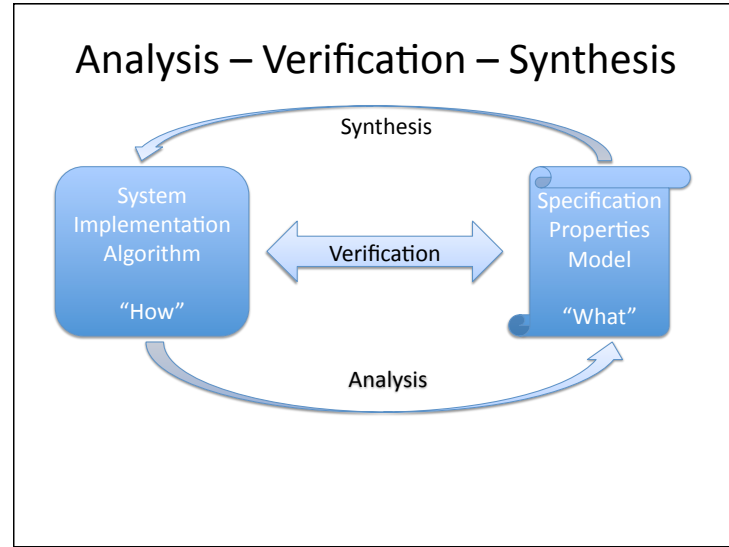 Analysis – Verification – Synthesis
Synthesis
System
Implementation
Algorithm
“How”
Verification
Specification
Properties
Model
“What”
Analysis